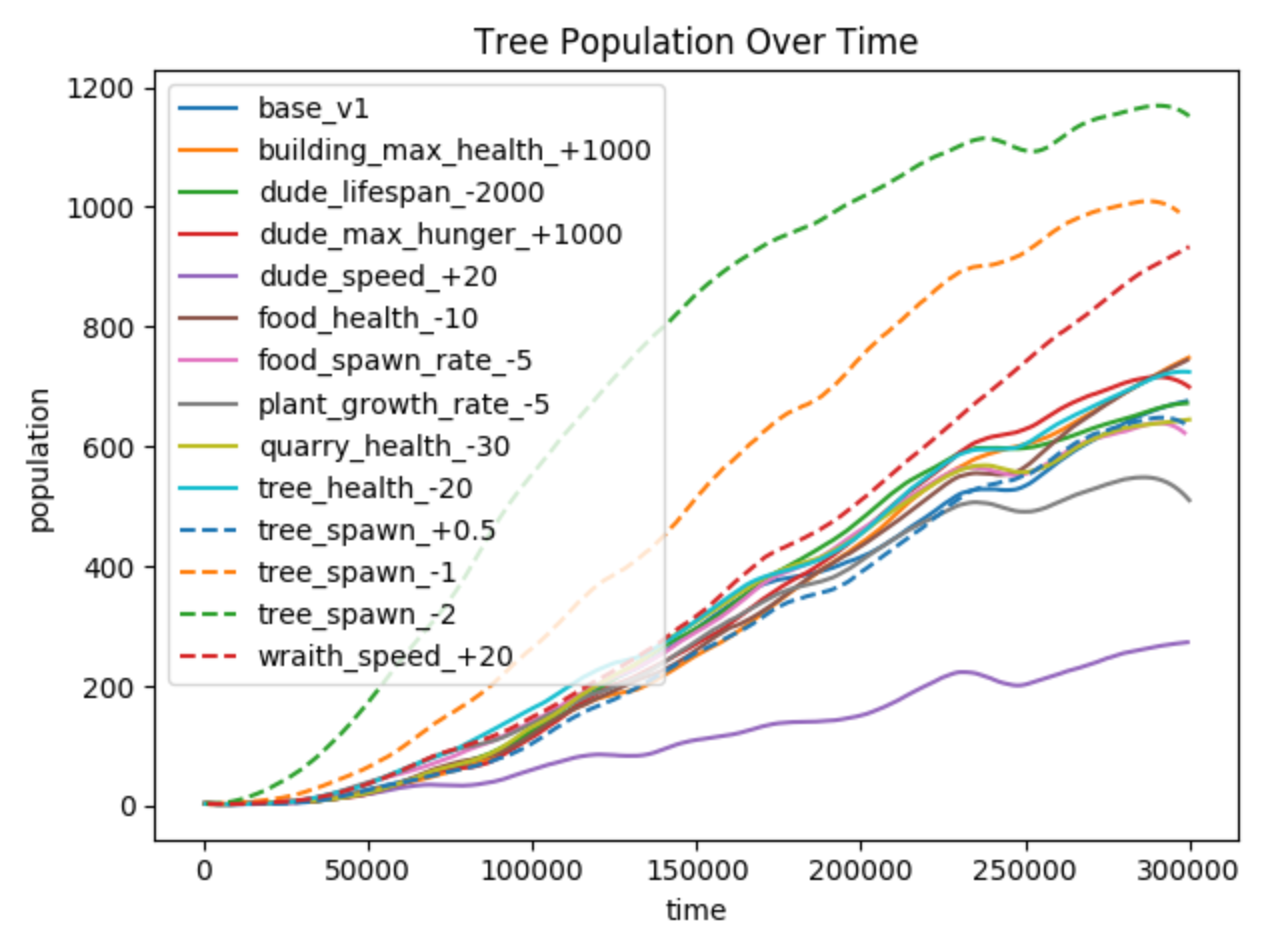 Tree Population Over Time
1200
1000
800
600
400
200
0
population
base_v1
building_max_health_+1000
dude_lifespan_-2000
dude_max_hunger_+1000
dude_speed_+20
food_health_-10
food_spawn_rate_-5
plant_growth_rate_-5
quarry_health_-30
tree_health_-20
tree_spawn_+0.5
tree_spawn_-1
tree_spawn_-2
wraith_speed_+20
0
50000
100000
150000
200000
250000
300000
time